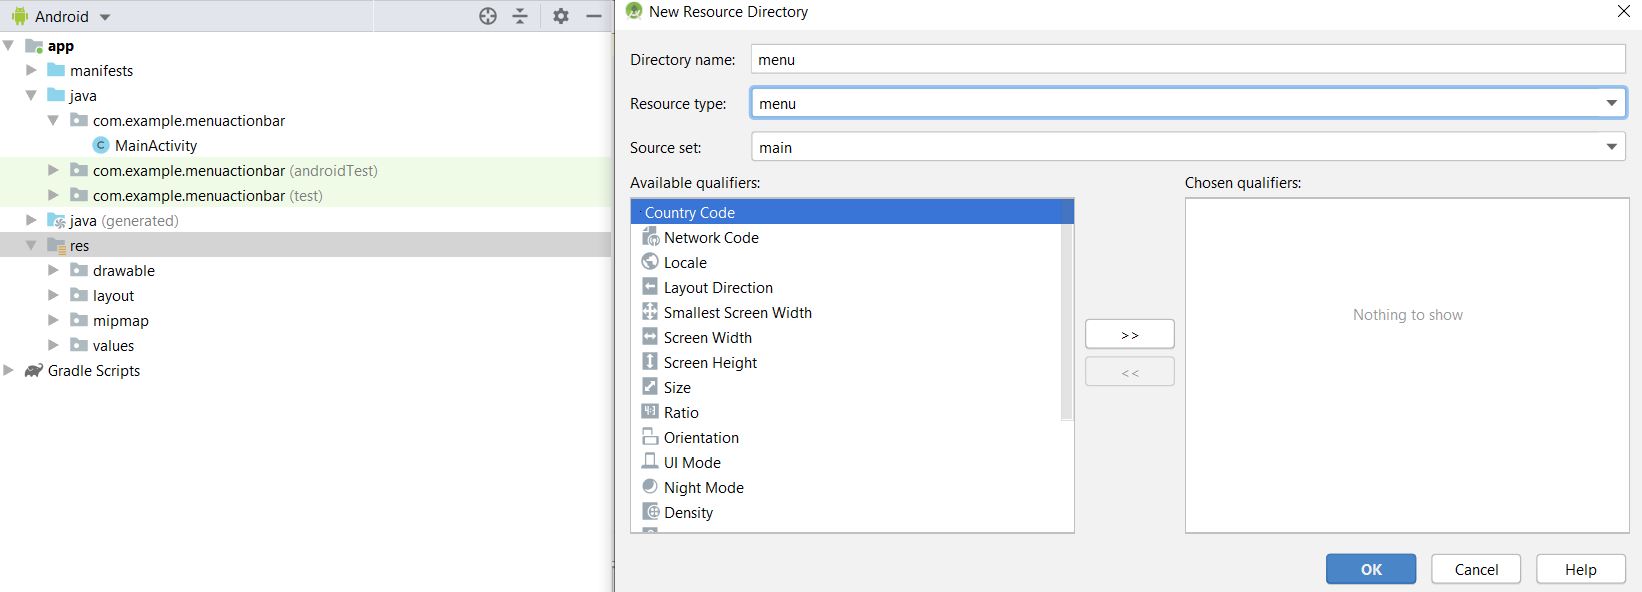 Android
app
manifests
java
com.example.menuactionbar
C MainActivity
com.example.menuactionbar (androidTest)
com.example.menuactionbar (test)
java (generated)
res
drawable
layout
mipmap
values
Gradle Scripts
New Resource Directory
Directory name: menu
Resource type: menu
Source set: main
Available qualifiers:
Country Code
Network Code
Locale
Layout Direction
Smallest Screen Width
Screen Width
Screen Height
Size
Ratio
Orientation
UI Mode
Night Mode
Density
>>
<<
Chosen qualifiers:
Nothing to show
OK Cancel Help